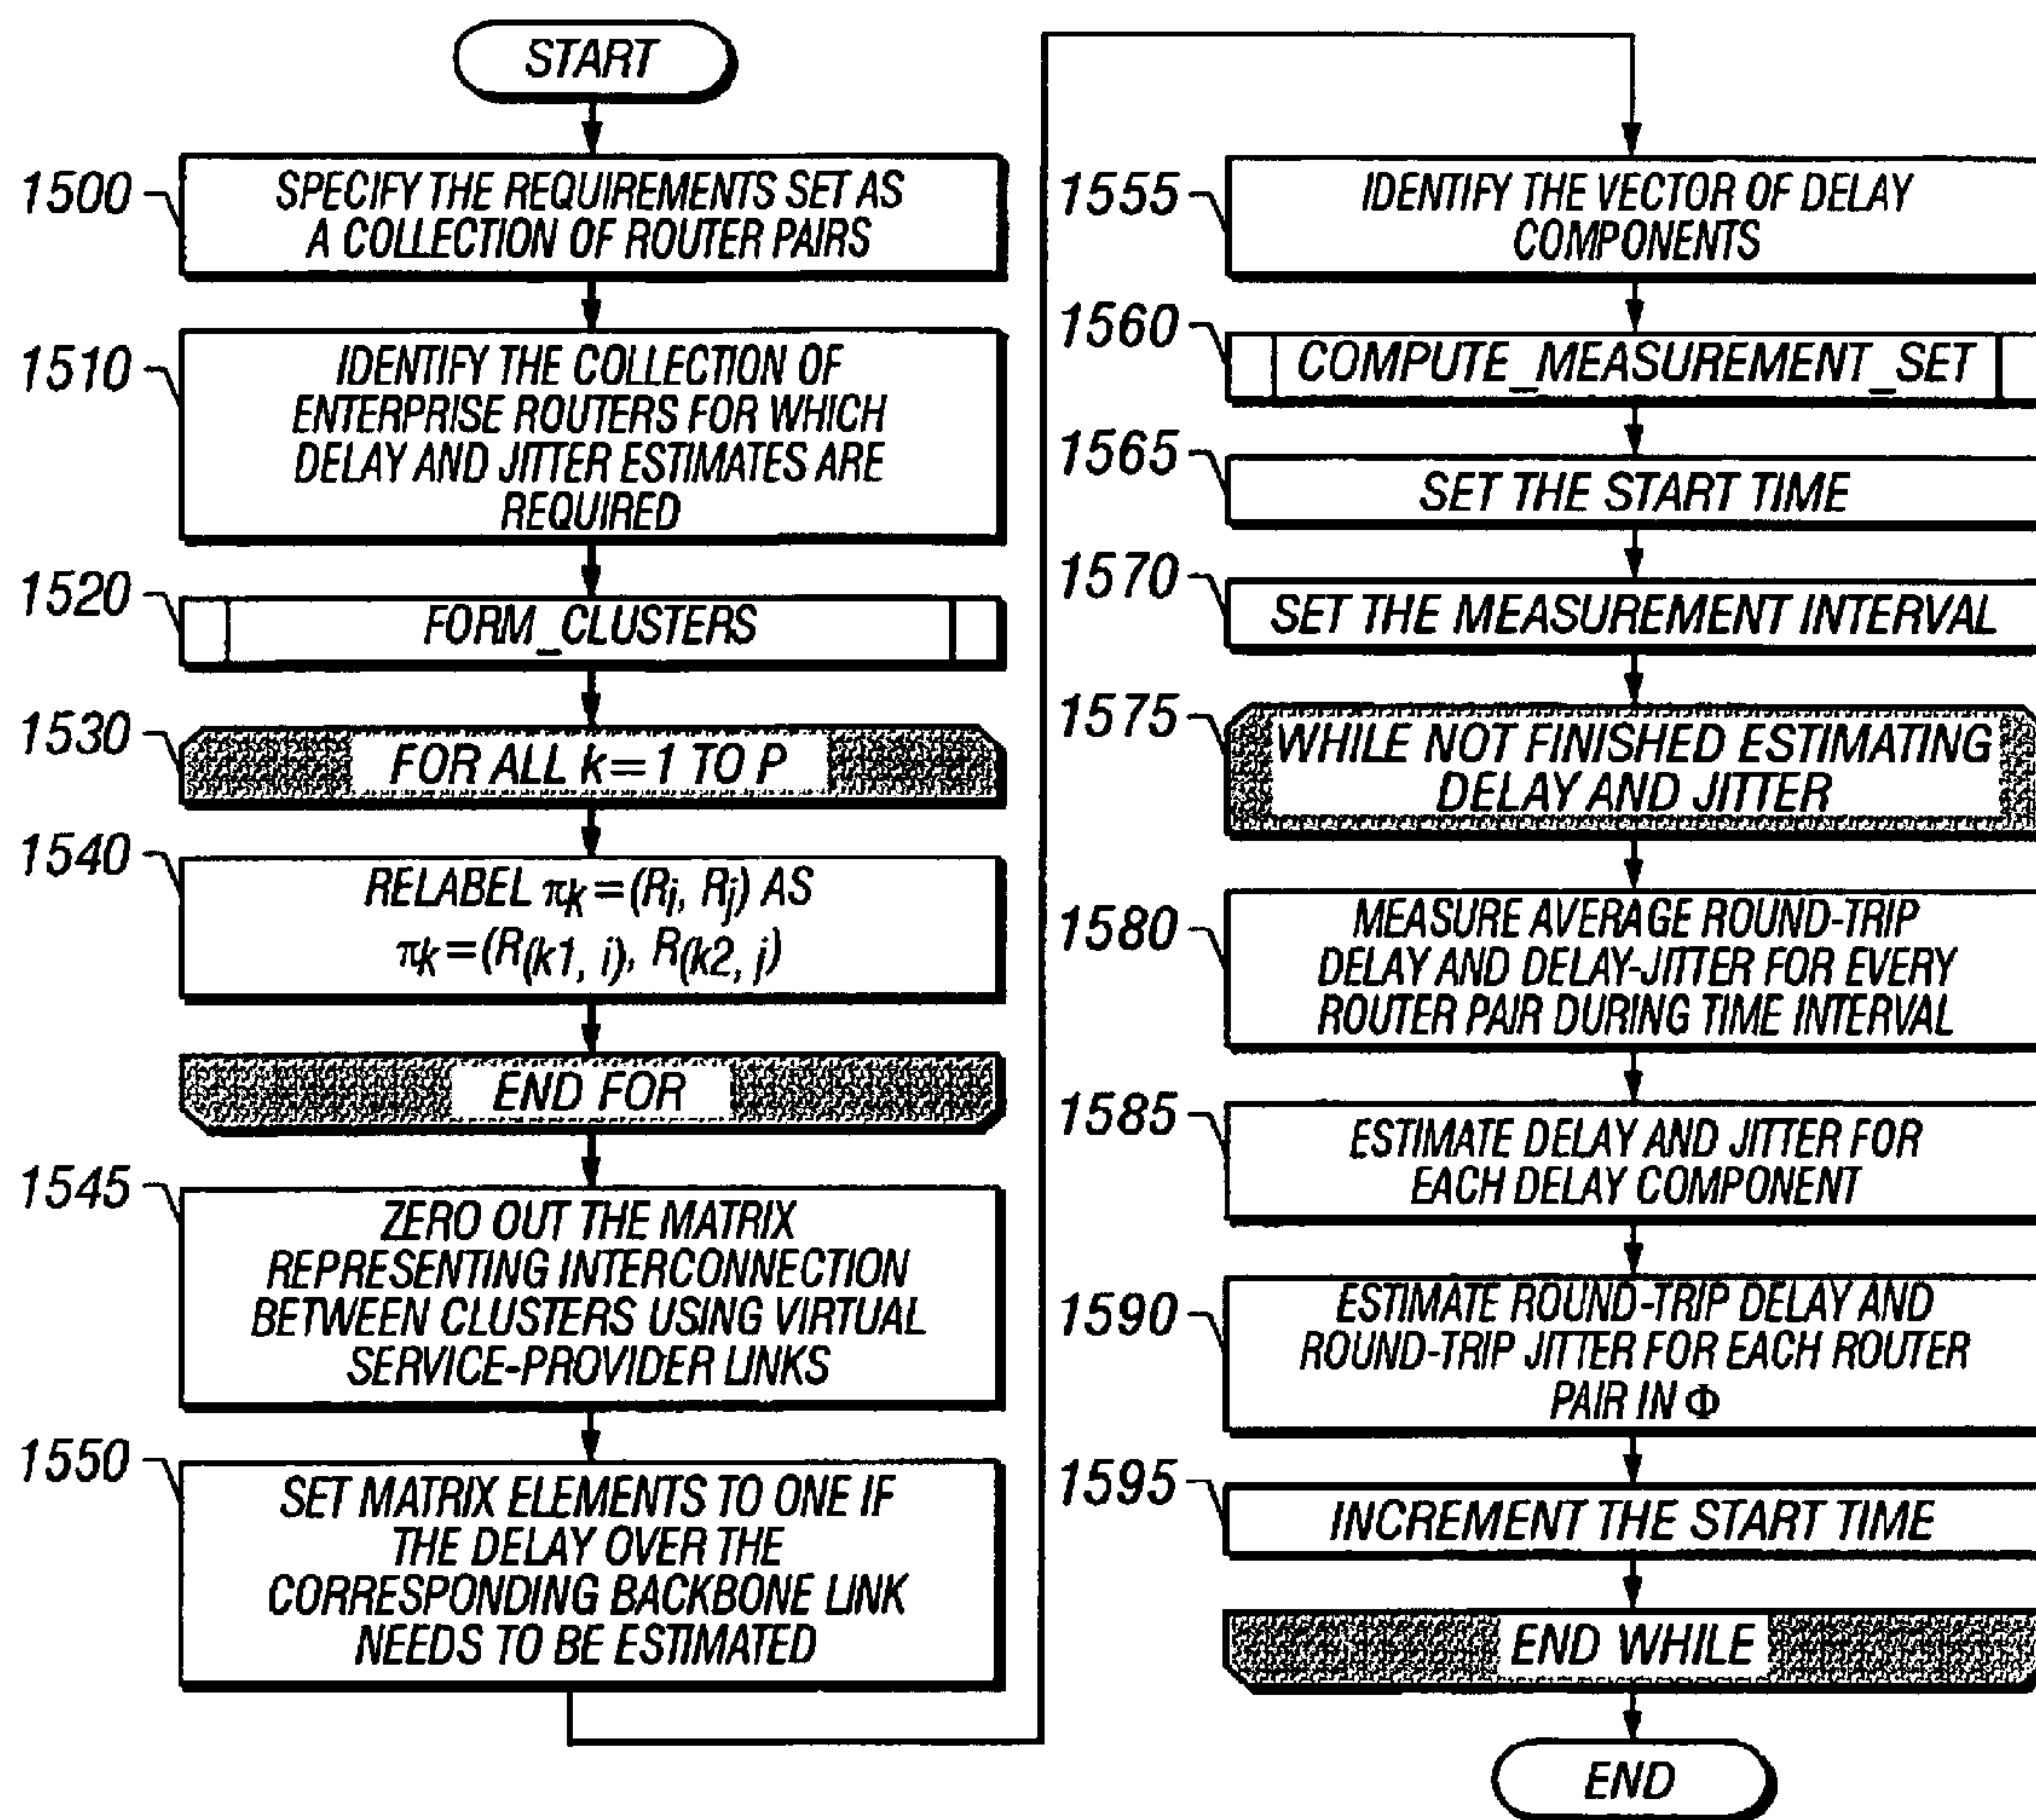 START
1500
SPECIFY THE REQUIREMENTS SET AS
A COLLECTION OF ROUTER PAIRS
1510
IDENTIFY THE COLLECTION OF
ENTERPRISE ROUTERS FOR WHICH
DELAY AND JITTER ESTIMATES ARE
REQUIRED
1520
FORM_CLUSTERS
1530
FOR ALL k=1 TO P
1540
RELABEL πk=(Ri, Rj) AS
πk=(R(k1, i), R(k2, j)
END FOR
1545
ZERO OUT THE MATRIX
REPRESENTING INTERCONNECTION
BETWEEN CLUSTERS USING VIRTUAL
SERVICE-PROVIDER LINKS
1550
SET MATRIX ELEMENTS TO ONE IF
THE DELAY OVER THE
CORRESPONDING BACKBONE LINK
NEEDS TO BE ESTIMATED
1555
IDENTIFY THE VECTOR OF DELAY
COMPONENTS
1560
COMPUTE_MEASUREMENT_SET
1565
SET THE START TIME
1570
SET THE MEASUREMENT INTERVAL
1575
WHILE NOT FINISHED ESTIMATING
DELAY AND JITTER
1580
MEASURE AVERAGE ROUND-TRIP
DELAY AND DELAY-JITTER FOR EVERY
ROUTER PAIR DURING TIME INTERVAL
1585
ESTIMATE DELAY AND JITTER FOR
EACH DELAY COMPONENT
1590
ESTIMATE ROUND-TRIP DELAY AND
ROUND-TRIP JITTER FOR EACH ROUTER
PAIR IN Φ
1595
INCREMENT THE START TIME
END WHILE
END